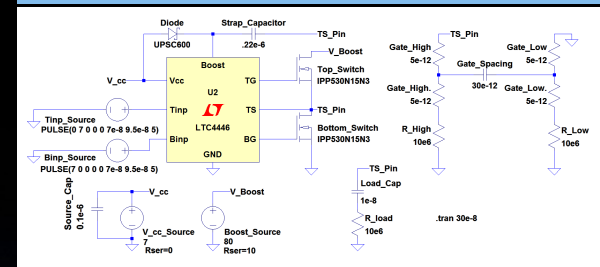 Diode
UPSC600
Strap_Capacitor
.22e-6
TS_Pin
V_Boost
Top_Switch
IPP530N15N3
V_cc
Boost
Vcc
TG
U2
Tinp
TS
TS_Pin
LTC4446
Binp
BG
GND
Bottom_Switch
IPP530N15N3
Tinp_Source
PULSE(0 7 0 0 0 7e-8 9.5e-8 5)
Binp_Source
PULSE(7 0 0 0 0 7e-8 9.5e-8 5)
TS_Pin
Gate_High
5e-12
Gate_Spacing
30e-12
Gate_Low
5e-12
Gate_High.
5e-12
Gate_Low.
5e-12
R_High
10e6
R_Low
10e6
Source_Cap
0.1e-6
V_cc
V_cc_Source
7
Rser=0
V_Boost
Boost_Source
80
Rser=10
TS_Pin
Load_Cap
1e-8
R_load
10e6
.tran 30e-8